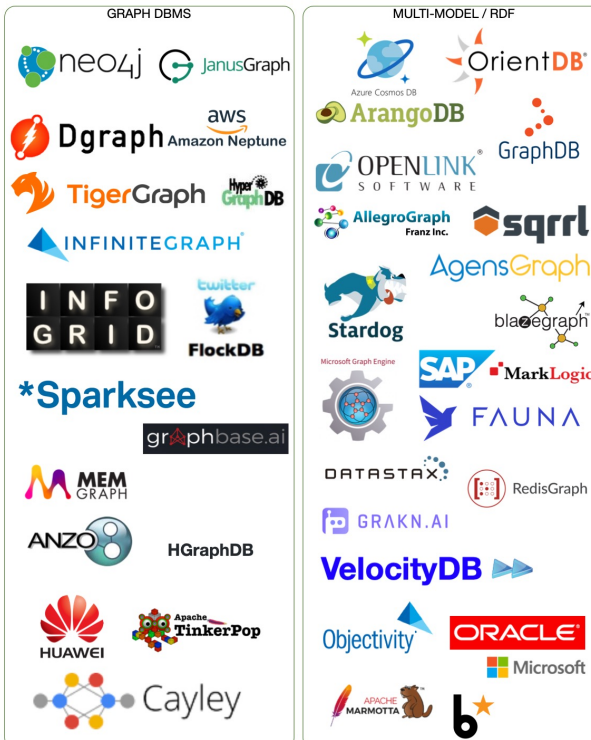 GRAPH DBMS
neo4j
JanusGraph
Dgraph
aws
Amazon Neptune
TigerGraph
Hyper
GraphDB
INFINITEGRAPH
INFO
GRID
twitter
FlockDB
*Sparksee
graphbase.ai
MEM
GRAPH
ANZO
HGraphDB
HUAWEI
Apache
TinkerPop
Cayley
MULTI-MODEL / RDF
Azure Cosmos DB
OrientDB®
ArangoDB
GraphDB
OPENLINK®
SOFTWARE
AllegroGraph
Franz Inc.
sqrrl
AgensGraph
Stardog
blazegraph
Microsoft Graph Engine
SAP
MarkLogic
FAUNA
DATASTAX
RedisGraph
GRAKN.AI
VelocityDB
Objectivity
ORACLE®
Microsoft
APACHE
MARMOTTA™
b